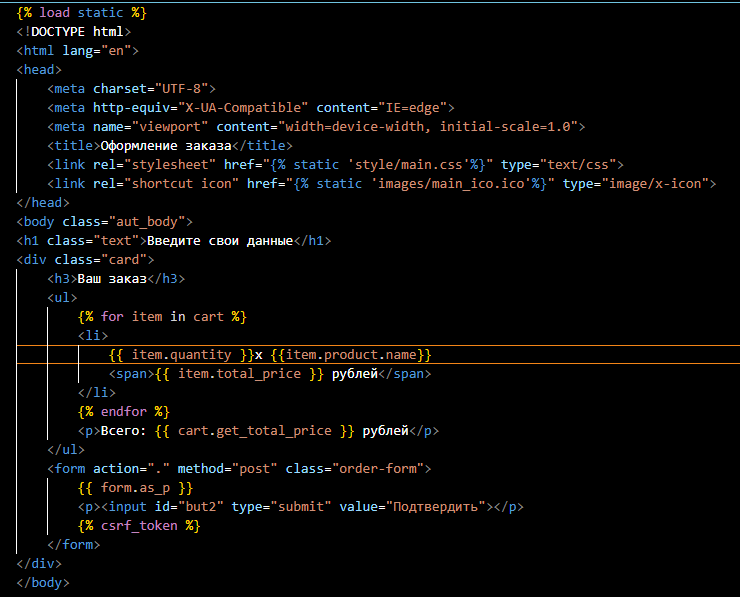 {% load static %}
<!DOCTYPE html>
<html lang="en">
<head>
    <meta charset="UTF-8">
    <meta http-equiv="X-UA-Compatible" content="IE=edge">
    <meta name="viewport" content="width=device-width, initial-scale=1.0">
    <title>Оформление заказа</title>
    <link rel="stylesheet" href="{% static 'style/main.css'%}" type="text/css">
    <link rel="shortcut icon" href="{% static 'images/main_ico.ico'%}" type="image/x-icon">
</head>
<body class="aut_body">
<h1 class="text">Введите свои данные</h1>
<div class="card">
    <h3>Ваш заказ</h3>
    <ul>
        {% for item in cart %}
        <li>
            {{ item.quantity }}x {{item.product.name}}
            <span>{{ item.total_price }} рублей</span>
        </li>
        {% endfor %}
        <p>Всего: {{ cart.get_total_price }} рублей</p>
    </ul>
    <form action="." method="post" class="order-form">
        {{ form.as_p }}
        <p><input id="but2" type="submit" value="Подтвердить"></p>
        {% csrf_token %}
    </form>
</div>
</body>